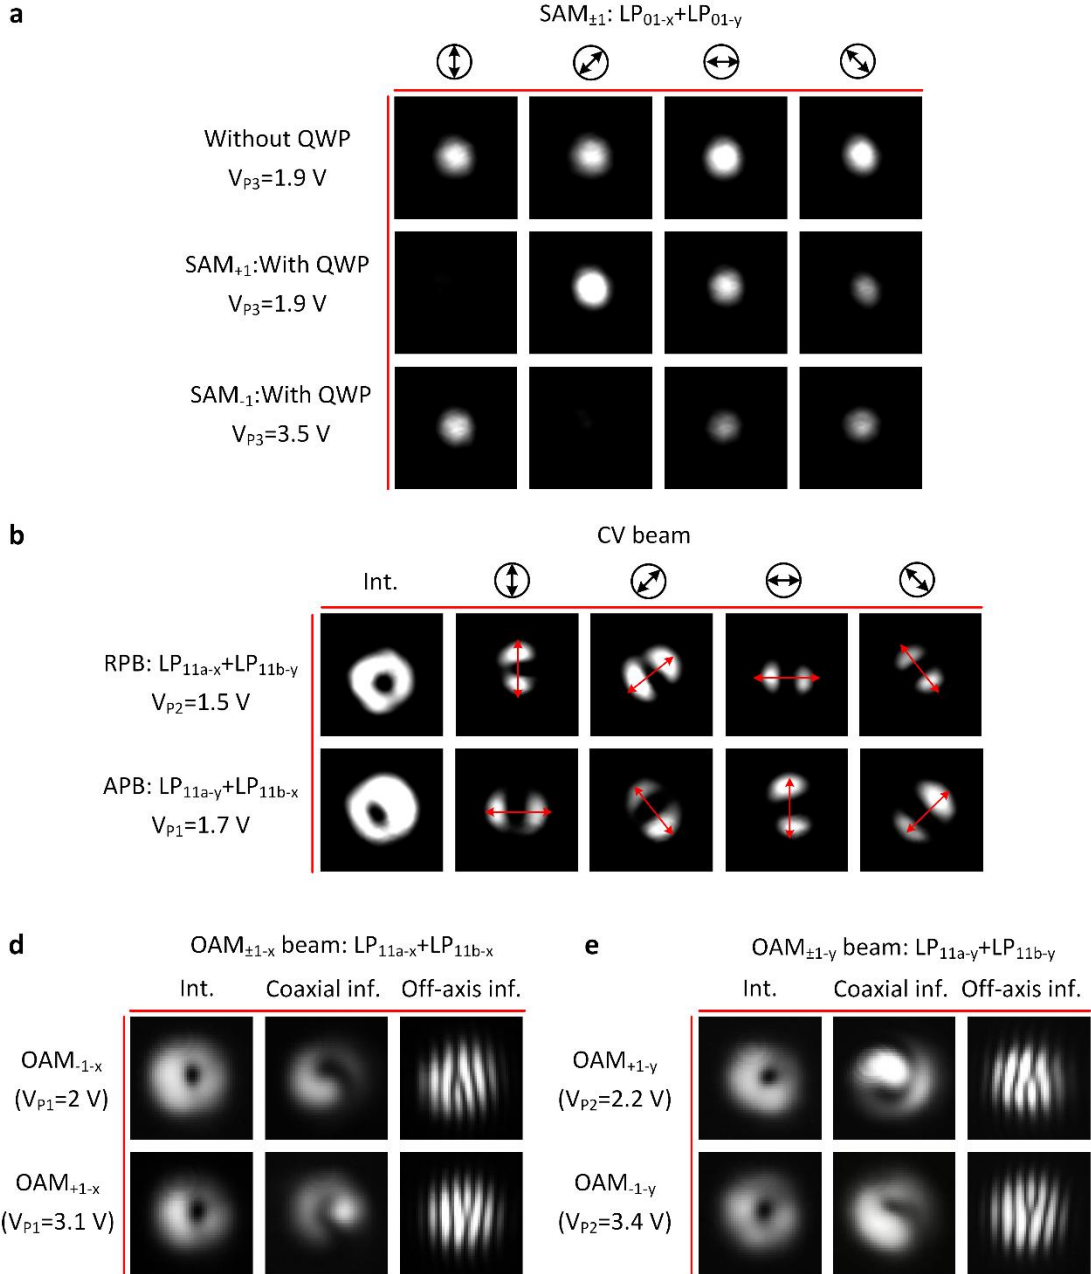 a
SAM±1: LP01-x+LP01-y
Without QWP
VP3=1.9 V
SAM+1:With QWP
VP3=1.9 V
SAM-1:With QWP
VP3=3.5 V
b
CV beam
Int.
RPB: LP11a-x+LP11b-y
VP2=1.5 V
APB: LP11a-y+LP11b-x
VP1=1.7 V
d
OAM±1-x beam: LP11a-x+LP11b-x
Int. Coaxial inf. Off-axis inf.
OAM-1-x
(VP1=2 V)
OAM+1-x
(VP1=3.1 V)
e
OAM±1-y beam: LP11a-y+LP11b-y
Int. Coaxial inf. Off-axis inf.
OAM+1-y
(VP2=2.2 V)
OAM-1-y
(VP2=3.4 V)